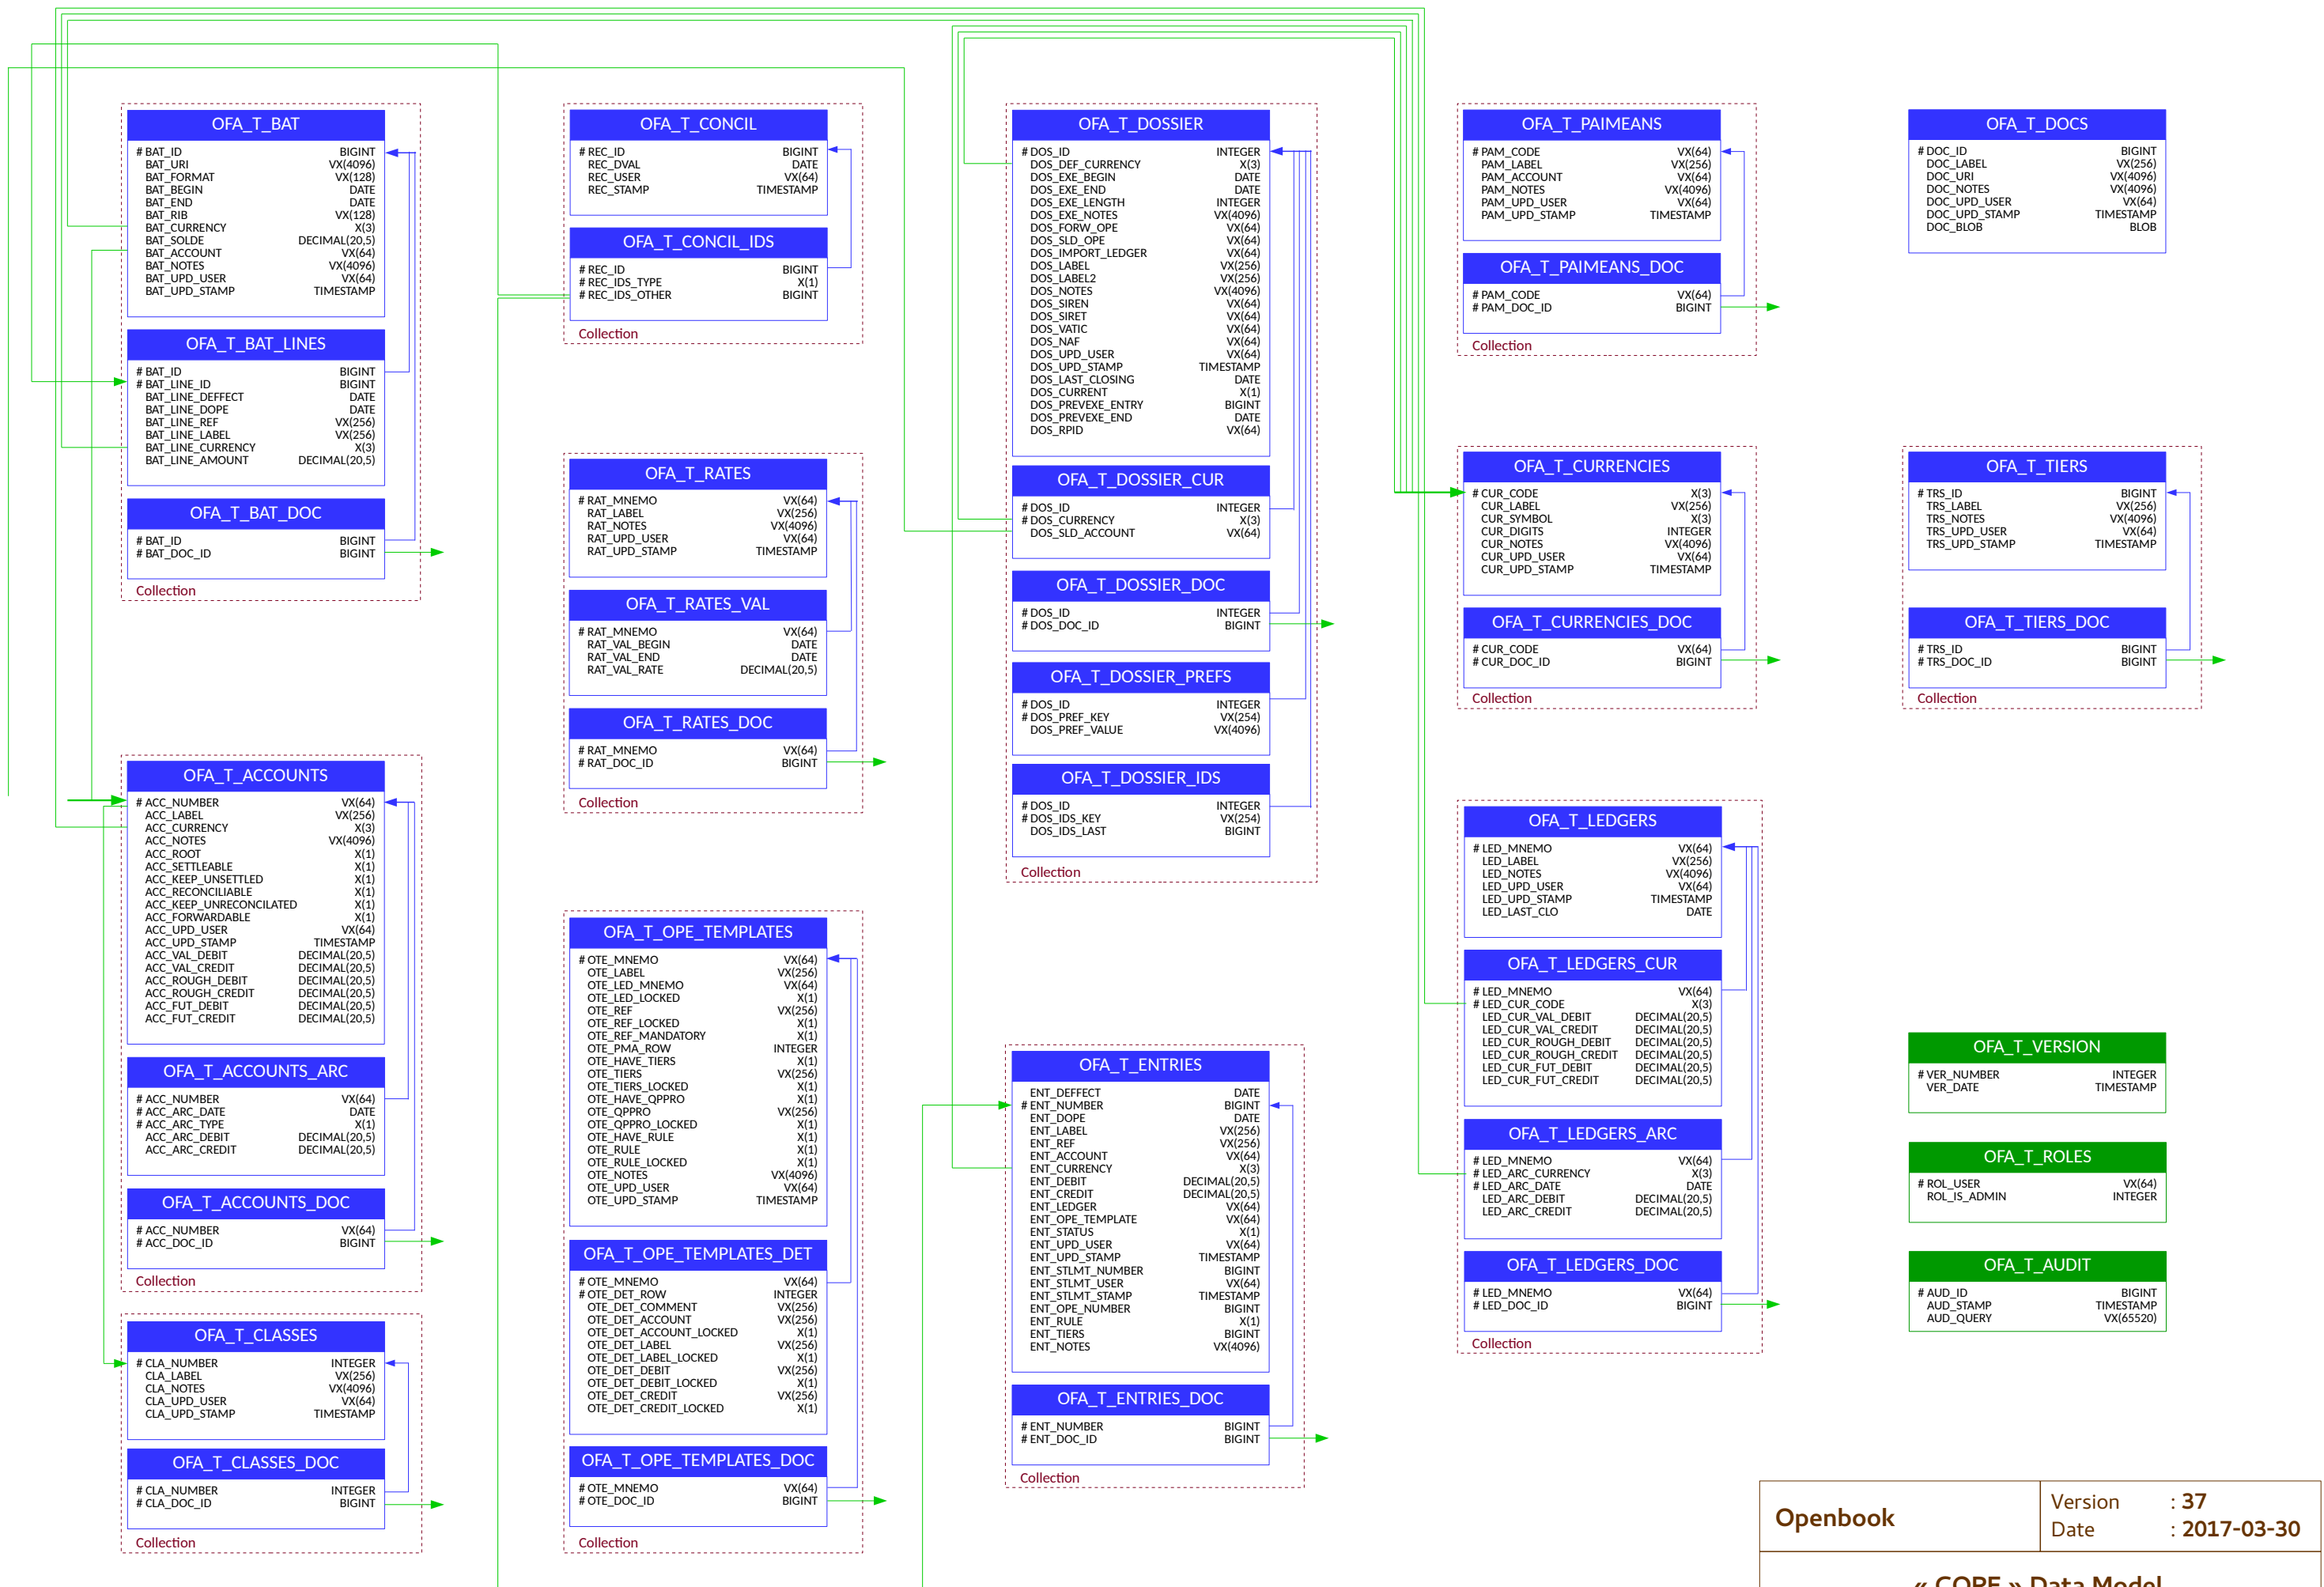 OFA_T_BAT
# BAT_ID BIGINT
BAT_URI VX(4096)
BAT_FORMAT VX(128)
BAT_BEGIN DATE
BAT_END DATE
BAT_RIB VX(128)
BAT_CURRENCY X(3)
BAT_SOLDE DECIMAL(20,5)
BAT_ACCOUNT VX(64)
BAT_NOTES VX(4096)
BAT_UPD_USER VX(64)
BAT_UPD_STAMP TIMESTAMP
OFA_T_BAT_LINES
# BAT_ID BIGINT
# BAT_LINE_ID BIGINT
BAT_LINE_DEFFECT DATE
BAT_LINE_DOPE DATE
BAT_LINE_REF VX(256)
BAT_LINE_LABEL VX(256)
BAT_LINE_CURRENCY X(3)
BAT_LINE_AMOUNT DECIMAL(20,5)
OFA_T_BAT_DOC
# BAT_ID BIGINT
# BAT_DOC_ID BIGINT
Collection
OFA_T_ACCOUNTS
# ACC_NUMBER VX(64)
ACC_LABEL VX(256)
ACC_CURRENCY X(3)
ACC_NOTES VX(4096)
ACC_ROOT X(1)
ACC_SETTLEABLE X(1)
ACC_KEEP_UNSETTLED X(1)
ACC_RECONCILIABLE X(1)
ACC_KEEP_UNRECONCILATED X(1)
ACC_FORWARDABLE X(1)
ACC_UPD_USER VX(64)
ACC_UPD_STAMP TIMESTAMP
ACC_VAL_DEBIT DECIMAL(20,5)
ACC_VAL_CREDIT DECIMAL(20,5)
ACC_ROUGH_DEBIT DECIMAL(20,5)
ACC_ROUGH_CREDIT DECIMAL(20,5)
ACC_FUT_DEBIT DECIMAL(20,5)
ACC_FUT_CREDIT DECIMAL(20,5)
OFA_T_ACCOUNTS_ARC
# ACC_NUMBER VX(64)
# ACC_ARC_DATE DATE
# ACC_ARC_TYPE X(1)
ACC_ARC_DEBIT DECIMAL(20,5)
ACC_ARC_CREDIT DECIMAL(20,5)
OFA_T_ACCOUNTS_DOC
# ACC_NUMBER VX(64)
# ACC_DOC_ID BIGINT
Collection
OFA_T_CLASSES
# CLA_NUMBER INTEGER
CLA_LABEL VX(256)
CLA_NOTES VX(4096)
CLA_UPD_USER VX(64)
CLA_UPD_STAMP TIMESTAMP
OFA_T_CLASSES_DOC
# CLA_NUMBER INTEGER
# CLA_DOC_ID BIGINT
Collection
OFA_T_CONCIL
# REC_ID BIGINT
REC_DVAL DATE
REC_USER VX(64)
REC_STAMP TIMESTAMP
OFA_T_CONCIL_IDS
# REC_ID BIGINT
# REC_IDS_TYPE X(1)
# REC_IDS_OTHER BIGINT
Collection
OFA_T_RATES
# RAT_MNEMO VX(64)
RAT_LABEL VX(256)
RAT_NOTES VX(4096)
RAT_UPD_USER VX(64)
RAT_UPD_STAMP TIMESTAMP
OFA_T_RATES_VAL
# RAT_MNEMO VX(64)
RAT_VAL_BEGIN DATE
RAT_VAL_END DATE
RAT_VAL_RATE DECIMAL(20,5)
OFA_T_RATES_DOC
# RAT_MNEMO VX(64)
# RAT_DOC_ID BIGINT
Collection
OFA_T_OPE_TEMPLATES
# OTE_MNEMO VX(64)
OTE_LABEL VX(256)
OTE_LED_MNEMO VX(64)
OTE_LED_LOCKED X(1)
OTE_REF VX(256)
OTE_REF_LOCKED X(1)
OTE_REF_MANDATORY X(1)
OTE_PMA_ROW INTEGER
OTE_HAVE_TIERS X(1)
OTE_TIERS VX(256)
OTE_TIERS_LOCKED X(1)
OTE_HAVE_QPPRO X(1)
OTE_QPPRO VX(256)
OTE_QPPRO_LOCKED X(1)
OTE_HAVE_RULE X(1)
OTE_RULE X(1)
OTE_RULE_LOCKED X(1)
OTE_NOTES VX(4096)
OTE_UPD_USER VX(64)
OTE_UPD_STAMP TIMESTAMP
OFA_T_OPE_TEMPLATES_DET
# OTE_MNEMO VX(64)
# OTE_DET_ROW INTEGER
OTE_DET_COMMENT VX(256)
OTE_DET_ACCOUNT VX(256)
OTE_DET_ACCOUNT_LOCKED X(1)
OTE_DET_LABEL VX(256)
OTE_DET_LABEL_LOCKED X(1)
OTE_DET_DEBIT VX(256)
OTE_DET_DEBIT_LOCKED X(1)
OTE_DET_CREDIT VX(256)
OTE_DET_CREDIT_LOCKED X(1)
OFA_T_OPE_TEMPLATES_DOC
# OTE_MNEMO VX(64)
# OTE_DOC_ID BIGINT
Collection
OFA_T_DOSSIER
# DOS_ID INTEGER
DOS_DEF_CURRENCY X(3)
DOS_EXE_BEGIN DATE
DOS_EXE_END DATE
DOS_EXE_LENGTH INTEGER
DOS_EXE_NOTES VX(4096)
DOS_FORW_OPE VX(64)
DOS_SLD_OPE VX(64)
DOS_IMPORT_LEDGER VX(64)
DOS_LABEL VX(256)
DOS_LABEL2 VX(256)
DOS_NOTES VX(4096)
DOS_SIREN VX(64)
DOS_SIRET VX(64)
DOS_VATIC VX(64)
DOS_NAF VX(64)
DOS_UPD_USER VX(64)
DOS_UPD_STAMP TIMESTAMP
DOS_LAST_CLOSING DATE
DOS_CURRENT X(1)
DOS_PREVEXE_ENTRY BIGINT
DOS_PREVEXE_END DATE
DOS_RPID VX(64)
OFA_T_DOSSIER_CUR
# DOS_ID INTEGER
# DOS_CURRENCY X(3)
DOS_SLD_ACCOUNT VX(64)
OFA_T_DOSSIER_DOC
# DOS_ID INTEGER
# DOS_DOC_ID BIGINT
OFA_T_DOSSIER_PREFS
# DOS_ID INTEGER
# DOS_PREF_KEY VX(254)
DOS_PREF_VALUE VX(4096)
OFA_T_DOSSIER_IDS
# DOS_ID INTEGER
# DOS_IDS_KEY VX(254)
DOS_IDS_LAST BIGINT
Collection
OFA_T_ENTRIES
ENT_DEFFECT DATE
# ENT_NUMBER BIGINT
ENT_DOPE DATE
ENT_LABEL VX(256)
ENT_REF VX(256)
ENT_ACCOUNT VX(64)
ENT_CURRENCY X(3)
ENT_DEBIT DECIMAL(20,5)
ENT_CREDIT DECIMAL(20,5)
ENT_LEDGER VX(64)
ENT_OPE_TEMPLATE VX(64)
ENT_STATUS X(1)
ENT_UPD_USER VX(64)
ENT_UPD_STAMP TIMESTAMP
ENT_STLMT_NUMBER BIGINT
ENT_STLMT_USER VX(64)
ENT_STLMT_STAMP TIMESTAMP
ENT_OPE_NUMBER BIGINT
ENT_RULE X(1)
ENT_TIERS BIGINT
ENT_NOTES VX(4096)
OFA_T_ENTRIES_DOC
# ENT_NUMBER BIGINT
# ENT_DOC_ID BIGINT
Collection
OFA_T_PAIMEANS
# PAM_CODE VX(64)
PAM_LABEL VX(256)
PAM_ACCOUNT VX(64)
PAM_NOTES VX(4096)
PAM_UPD_USER VX(64)
PAM_UPD_STAMP TIMESTAMP
OFA_T_PAIMEANS_DOC
# PAM_CODE VX(64)
# PAM_DOC_ID BIGINT
Collection
OFA_T_CURRENCIES
# CUR_CODE X(3)
CUR_LABEL VX(256)
CUR_SYMBOL X(3)
CUR_DIGITS INTEGER
CUR_NOTES VX(4096)
CUR_UPD_USER VX(64)
CUR_UPD_STAMP TIMESTAMP
OFA_T_CURRENCIES_DOC
# CUR_CODE VX(64)
# CUR_DOC_ID BIGINT
Collection
OFA_T_LEDGERS
# LED_MNEMO VX(64)
LED_LABEL VX(256)
LED_NOTES VX(4096)
LED_UPD_USER VX(64)
LED_UPD_STAMP TIMESTAMP
LED_LAST_CLO DATE
OFA_T_LEDGERS_CUR
# LED_MNEMO VX(64)
# LED_CUR_CODE X(3)
LED_CUR_VAL_DEBIT DECIMAL(20,5)
LED_CUR_VAL_CREDIT DECIMAL(20,5)
LED_CUR_ROUGH_DEBIT DECIMAL(20,5)
LED_CUR_ROUGH_CREDIT DECIMAL(20,5)
LED_CUR_FUT_DEBIT DECIMAL(20,5)
LED_CUR_FUT_CREDIT DECIMAL(20,5)
OFA_T_LEDGERS_ARC
# LED_MNEMO VX(64)
# LED_ARC_CURRENCY X(3)
# LED_ARC_DATE DATE
LED_ARC_DEBIT DECIMAL(20,5)
LED_ARC_CREDIT DECIMAL(20,5)
OFA_T_LEDGERS_DOC
# LED_MNEMO VX(64)
# LED_DOC_ID BIGINT
Collection
OFA_T_DOCS
# DOC_ID BIGINT
DOC_LABEL VX(256)
DOC_URI VX(4096)
DOC_NOTES VX(4096)
DOC_UPD_USER VX(64)
DOC_UPD_STAMP TIMESTAMP
DOC_BLOB BLOB
OFA_T_TIERS
# TRS_ID BIGINT
TRS_LABEL VX(256)
TRS_NOTES VX(4096)
TRS_UPD_USER VX(64)
TRS_UPD_STAMP TIMESTAMP
OFA_T_TIERS_DOC
# TRS_ID BIGINT
# TRS_DOC_ID BIGINT
Collection
OFA_T_VERSION
# VER_NUMBER INTEGER
VER_DATE TIMESTAMP
OFA_T_ROLES
# ROL_USER VX(64)
ROL_IS_ADMIN INTEGER
OFA_T_AUDIT
# AUD_ID BIGINT
AUD_STAMP TIMESTAMP
AUD_QUERY VX(65520)
Openbook
Version : 37
Date : 2017-03-30
« CORE » Data Model